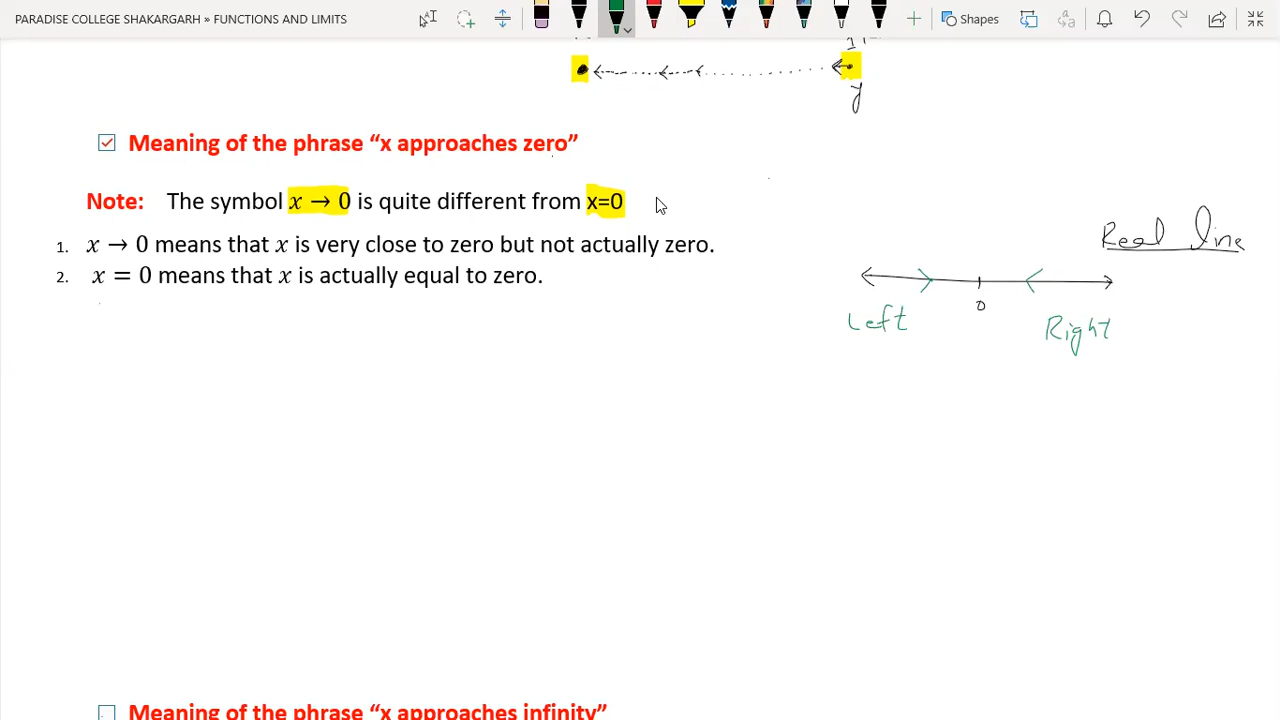 PARADISE COLLEGE SHAKARGARH » FUNCTIONS AND LIMITS
Shapes
y
Meaning of the phrase “x approaches zero”
Note: The symbol x → 0 is quite different from x=0
1. x → 0 means that x is very close to zero but not actually zero.
2. x = 0 means that x is actually equal to zero.
Real line
0
Left
Right
Meaning of the phrase “x approaches infinity”